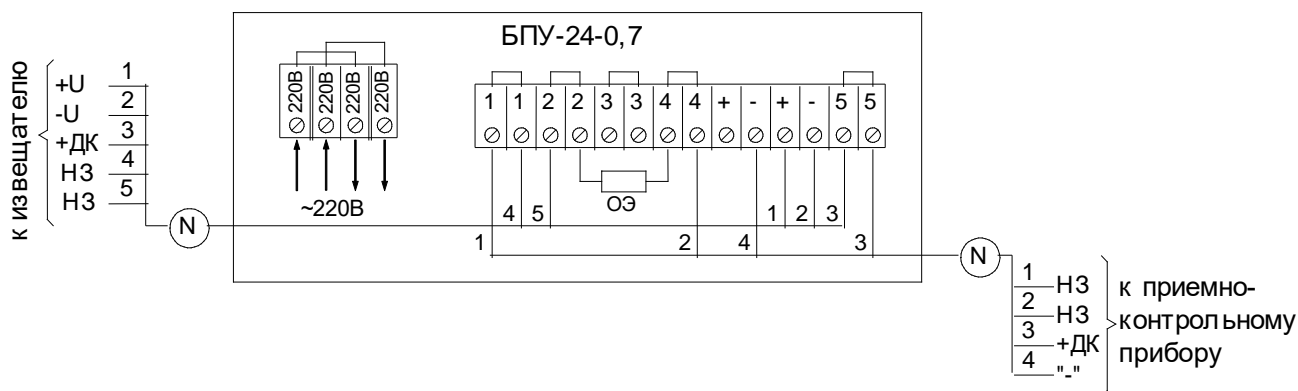 БПУ-24-0,7
к извещателю
+U 1
-U 2
+ДК 3
НЗ 4
НЗ 5
220В 220В 220В 220В
~220В
1 1 2 2 3 3 4 4 + - + - 5 5
ОЭ
4 5 1 2 3
N
1 2 4 3
N
1 НЗ
2 НЗ
3 +ДК
4 "-"
к приемно-
контрольному
прибору